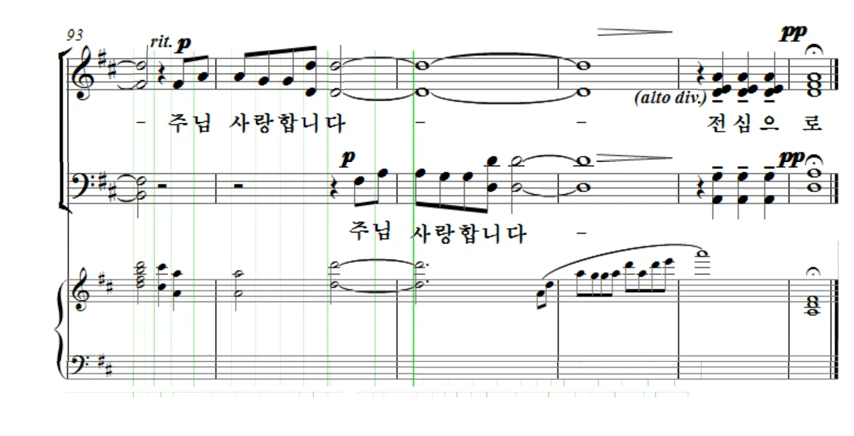 93
rit. p
pp
(alto div.)
- 주님 사랑합니다 - - 전심으 로
p
pp
주님 사랑합니다 -